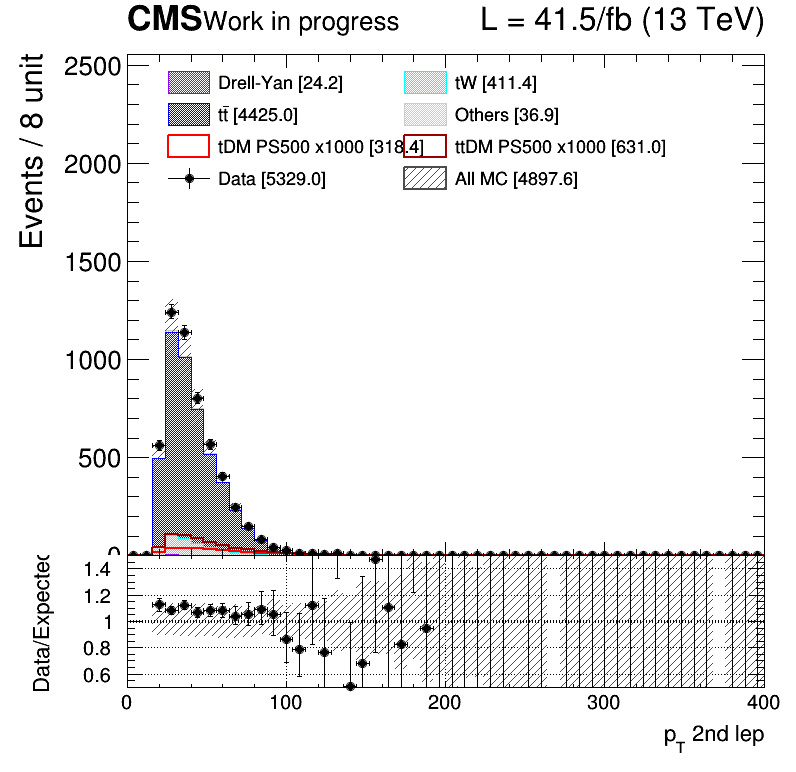 CMS Work in progress L = 41.5/fb (13 TeV)
Events / 8 unit
2500
2000
1500
1000
500
0
Drell-Yan [24.2] tW [411.4]
tt̄ [4425.0] Others [36.9]
tDM PS500 x1000 [318.4] ttDM PS500 x1000 [631.0]
Data [5329.0] All MC [4897.6]
Data/Expected
1.4
1.2
1
0.8
0.6
0 100 200 300 400
p_T 2nd lep